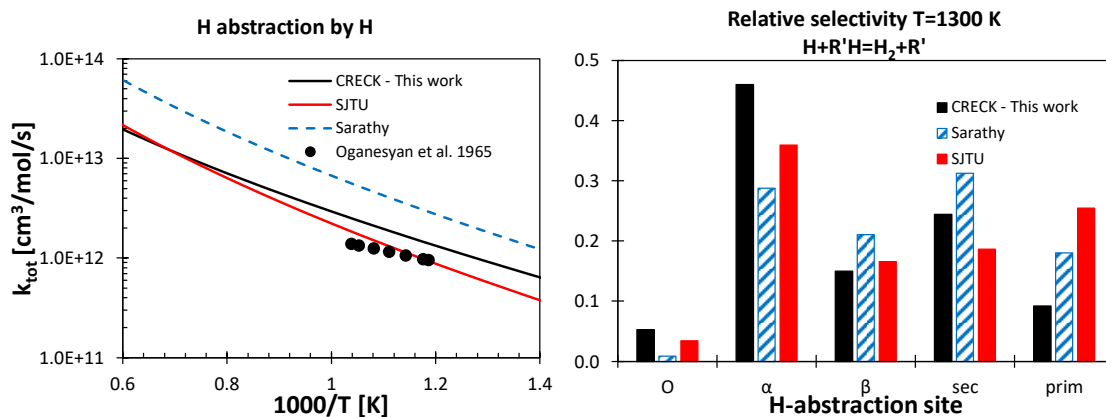 H abstraction by H
1.0E+14
1.0E+13
1.0E+12
1.0E+11
k_tot [cm³/mol/s]
CRECK - This work
SJTU
Sarathy
Oganesyan et al. 1965
0.6
0.8
1
1.2
1.4
1000/T [K]
Relative selectivity T=1300 K
H+R'H=H₂+R'
0.5
0.4
0.3
0.2
0.1
0.0
CRECK - This work
Sarathy
SJTU
O
α
β
sec
prim
H-abstraction site